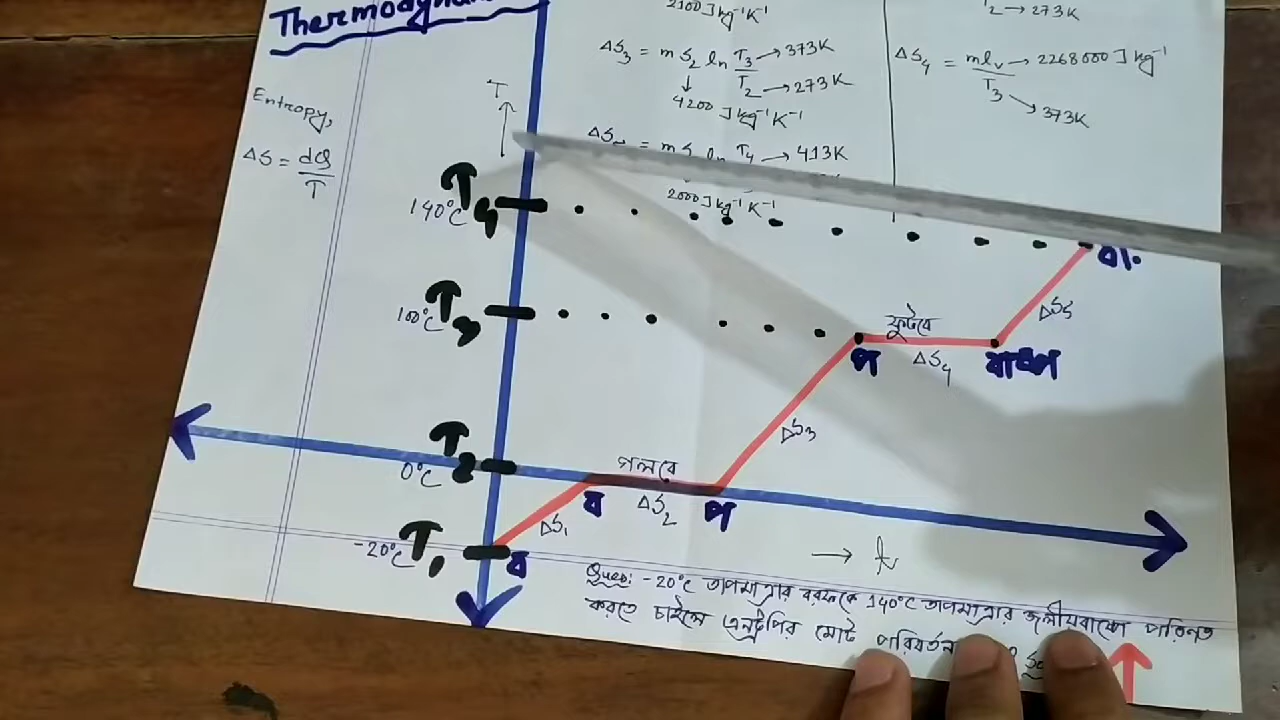 Entropy,
ΔS = dQ/T
2100 J kg⁻¹ K⁻¹
ΔS₃ = m S₂ ln T₃/T₂
→ 373K
→ 273K
4200 J kg⁻¹ K⁻¹
T₄ → 413K
2000 J kg⁻¹ K⁻¹
T₂ → 273K
ΔS₄ = mlᵥ/T₃ → 2268000 J kg⁻¹
373K
T
T₄
140°C
T₃
100°C
T₂
0°C
T₁
-20°C
ব
ΔS₁
ব
গলবে
ΔS₂
প
ΔS₃
প
ফুটবে
ΔS₄
বাষ্প
ΔS₅
বা.
→ t
Ques: -20°C তাপমাত্রার বরফকে 140°C তাপমাত্রার জলীয়বাষ্পে পরিনত
করতে চাইলে এনট্রপির মোট পরিবর্তন